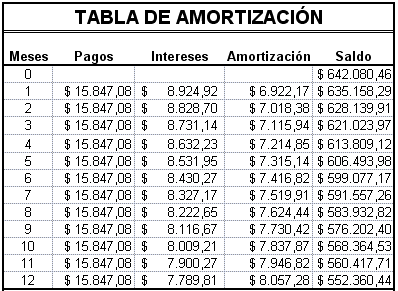 TABLA DE AMORTIZACIÓN
Meses Pagos Intereses Amortización Saldo
0 $ 642.080,46
1 $ 15.847,08 $ 8.924,92 $ 6.922,17 $ 635.158,29
2 $ 15.847,08 $ 8.828,70 $ 7.018,38 $ 628.139,91
3 $ 15.847,08 $ 8.731,14 $ 7.115,94 $ 621.023,97
4 $ 15.847,08 $ 8.632,23 $ 7.214,85 $ 613.809,12
5 $ 15.847,08 $ 8.531,95 $ 7.315,14 $ 606.493,98
6 $ 15.847,08 $ 8.430,27 $ 7.416,82 $ 599.077,17
7 $ 15.847,08 $ 8.327,17 $ 7.519,91 $ 591.557,26
8 $ 15.847,08 $ 8.222,65 $ 7.624,44 $ 583.932,82
9 $ 15.847,08 $ 8.116,67 $ 7.730,42 $ 576.202,40
10 $ 15.847,08 $ 8.009,21 $ 7.837,87 $ 568.364,53
11 $ 15.847,08 $ 7.900,27 $ 7.946,82 $ 560.417,71
12 $ 15.847,08 $ 7.789,81 $ 8.057,28 $ 552.360,44